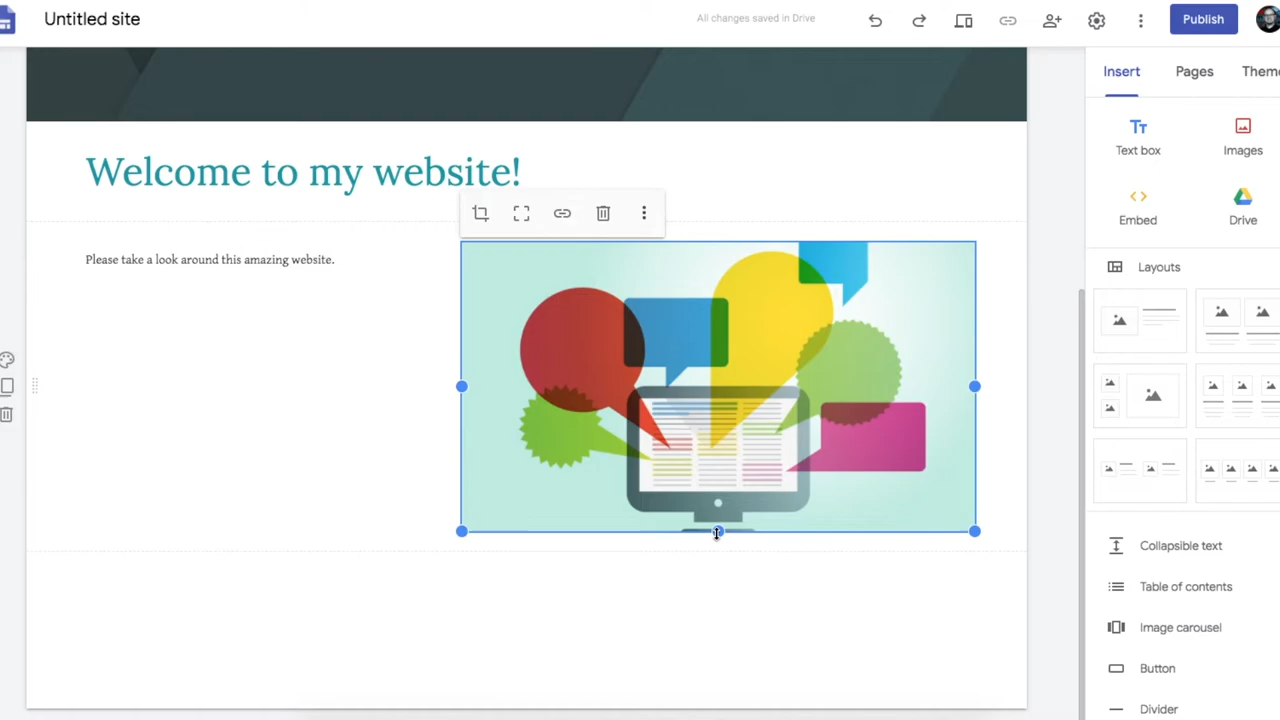 Untitled site
All changes saved in Drive
Publish
Insert
Pages
Theme
Welcome to my website!
Text box
Images
Embed
Drive
Please take a look around this amazing website.
Layouts
Collapsible text
Table of contents
Image carousel
Button
Divider